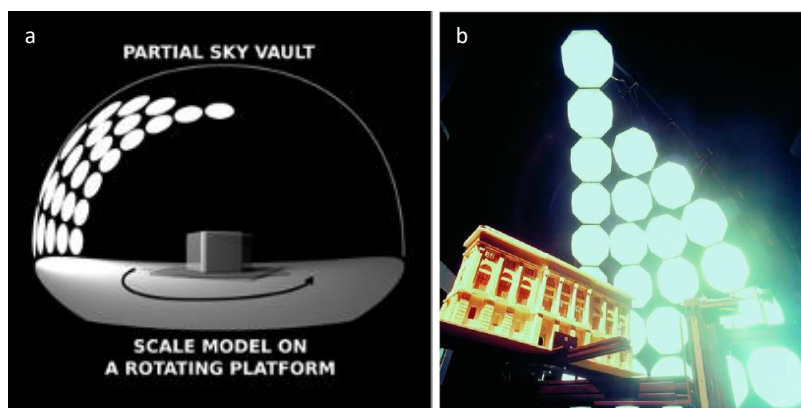 a
PARTIAL SKY VAULT
SCALE MODEL ON
A ROTATING PLATFORM
b